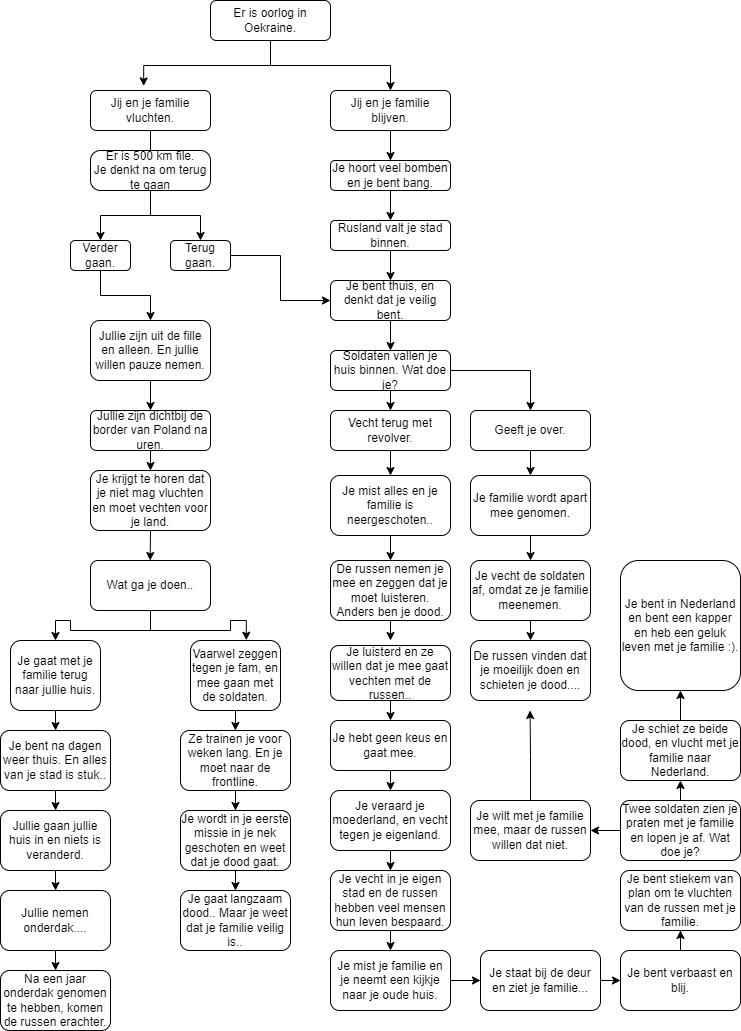 Er is oorlog in
Oekraine.
Jij en je familie
vluchten.
Jij en je familie
blijven.
Er is 500 km file.
Je denkt na om terug
te gaan
Je hoort veel bomben
en je bent bang.
Verder
gaan.
Terug
gaan.
Rusland valt je stad
binnen.
Je bent thuis, en
denkt dat je veilig
bent.
Jullie zijn uit de fille
en alleen. En jullie
willen pauze nemen.
Soldaten vallen je
huis binnen. Wat doe
je?
Jullie zijn dichtbij de
border van Poland na
uren.
Vecht terug met
revolver.
Geeft je over.
Je krijgt te horen dat
je niet mag vluchten
en moet vechten voor
je land.
Je mist alles en je
familie is
neergeschoten..
Je familie wordt apart
mee genomen.
Wat ga je doen..
De russen nemen je
mee en zeggen dat je
moet luisteren.
Anders ben je dood.
Je vecht de soldaten
af, omdat ze je familie
meenemen.
Je bent in Nederland
en bent een kapper
en heb een geluk
leven met je familie :).
Je gaat met je
familie terug
naar jullie huis.
Vaarwel zeggen
tegen je fam, en
mee gaan met
de soldaten.
Je luisterd en ze
willen dat je mee gaat
vechten met de
russen..
De russen vinden dat
je moeilijk doen en
schieten je dood....
Je bent na dagen
weer thuis. En alles
van je stad is stuk..
Ze trainen je voor
weken lang. En je
moet naar de
frontline.
Je hebt geen keus en
gaat mee.
Je schiet ze beide
dood, en vlucht met je
familie naar
Nederland.
Jullie gaan jullie
huis in en niets is
veranderd.
Je wordt in je eerste
missie in je nek
geschoten en weet
dat je dood gaat.
Je veraard je
moederland, en vecht
tegen je eigenland.
Je wilt met je familie
mee, maar de russen
willen dat niet.
Twee soldaten zien je
praten met je familie
en lopen je af. Wat
doe je?
Jullie nemen
onderdak....
Je gaat langzaam
dood.. Maar je weet
dat je familie veilig
is..
Je vecht in je eigen
stad en de russen
hebben veel mensen
hun leven bespaard.
Je bent stiekem van
plan om te vluchten
van de russen met je
familie.
Na een jaar
onderdak genomen
te hebben, komen
de russen erachter.
Je mist je familie en
je neemt een kijkje
naar je oude huis.
Je staat bij de deur
en ziet je familie...
Je bent verbaast en
blij.